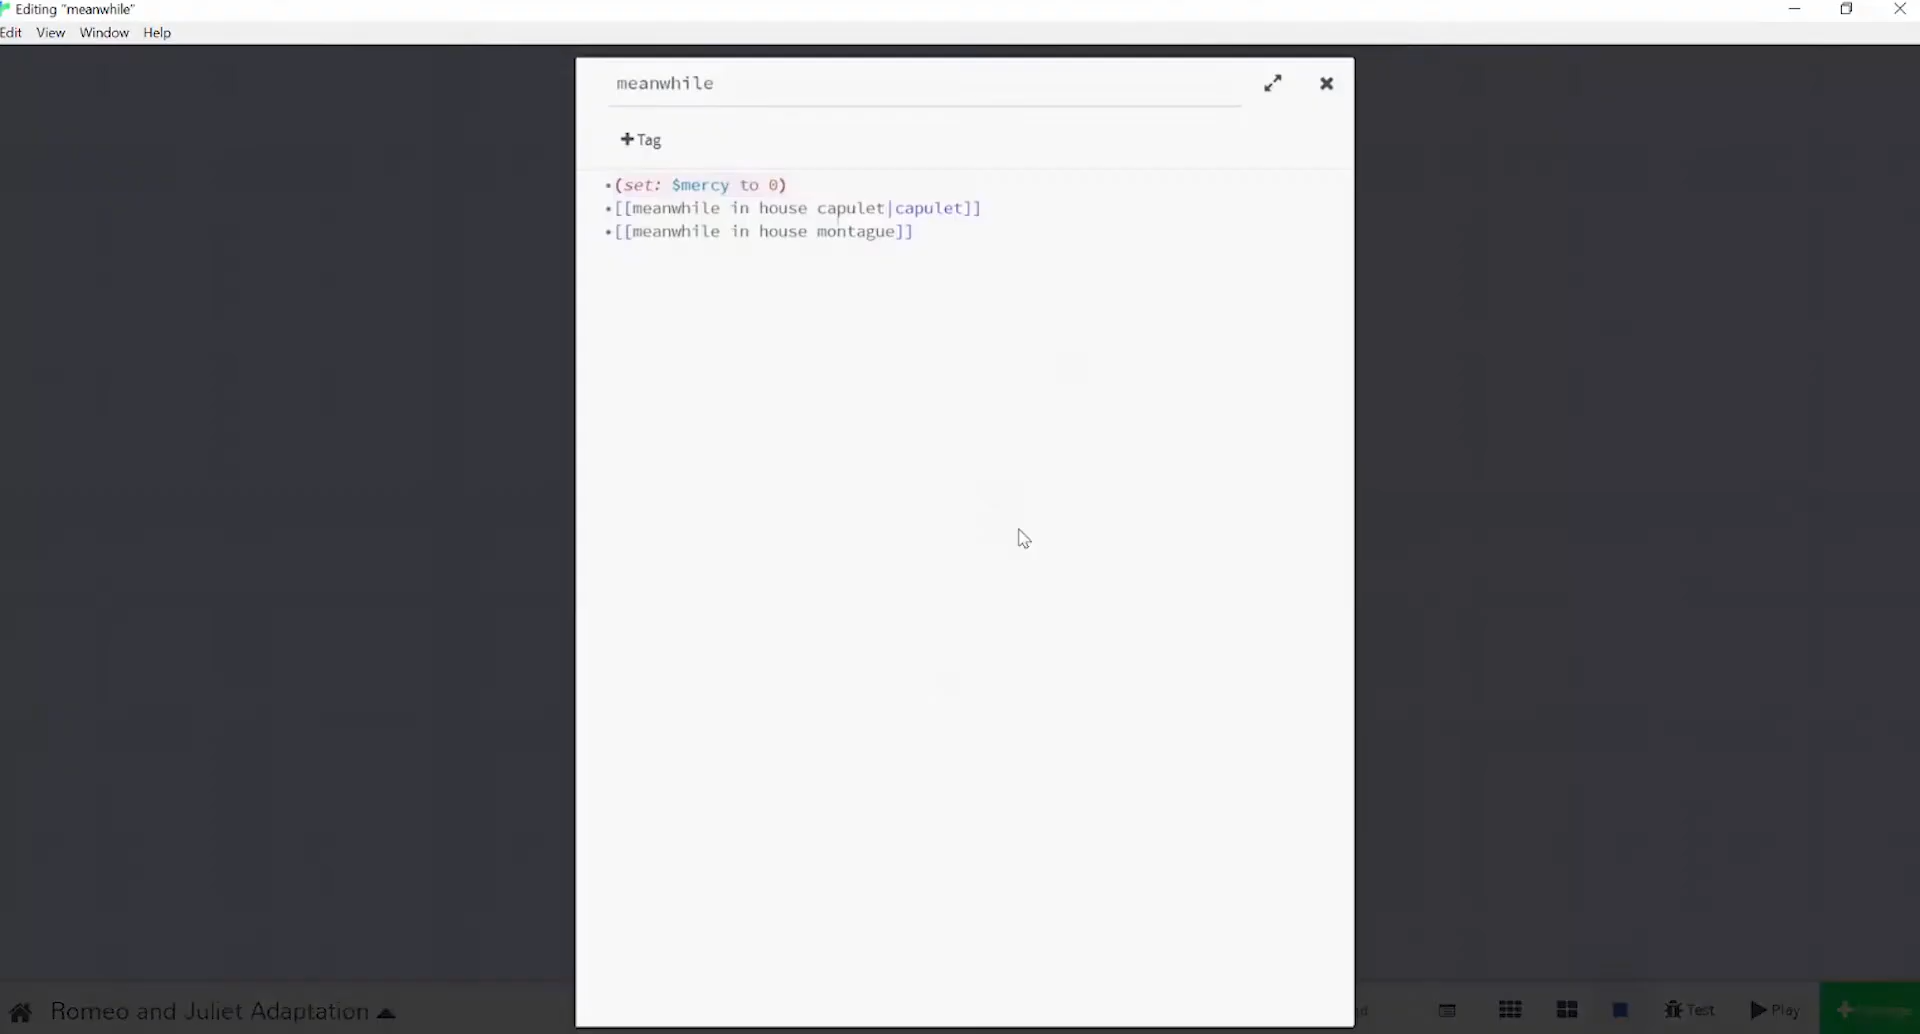 Editing "meanwhile"
Edit View Window Help
meanwhile
+Tag
(set: $mercy to 0)
[[meanwhile in house capulet|capulet]]
[[meanwhile in house montague]]
Romeo and Juliet Adaptation
Test
Play